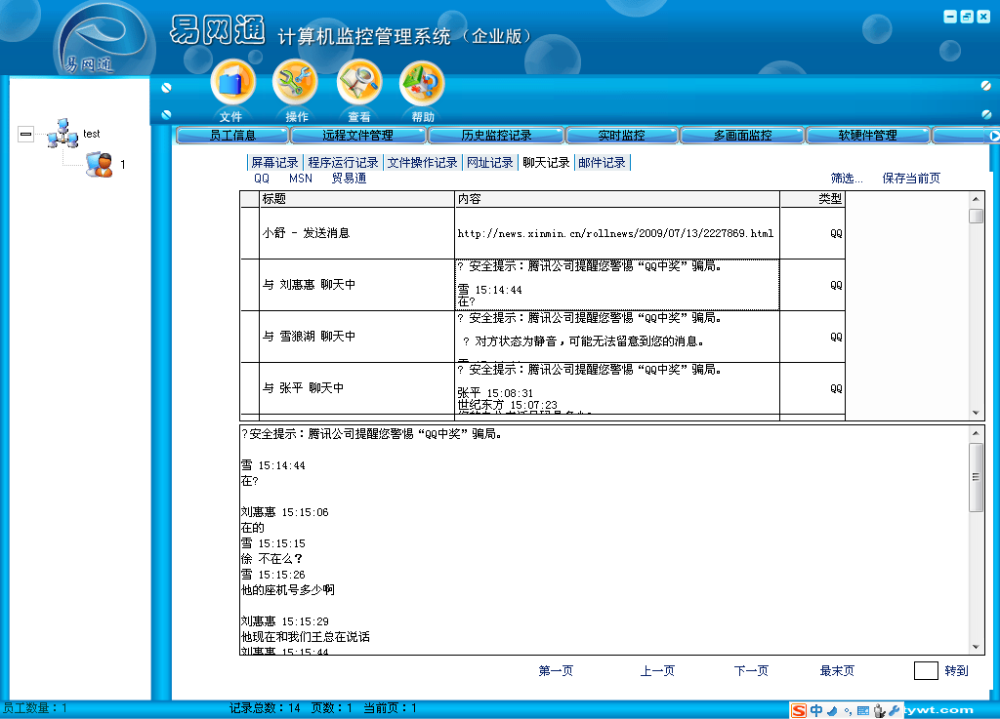 易网通 计算机监控管理系统（企业版）
易网通
文件 操作 查看 帮助
员工信息 远程文件管理 历史监控记录 实时监控 多画面监控 软硬件管理
test
1
屏幕记录 程序运行记录 文件操作记录 网址记录 聊天记录 邮件记录
QQ MSN 贸易通 筛选... 保存当前页
标题 内容 类型
小舒 - 发送消息 http://news.xinmin.cn/rollnews/2009/07/13/2227869.html QQ
? 安全提示：腾讯公司提醒您警惕“QQ中奖”骗局。
与 刘惠惠 聊天中 QQ
雪 15:14:44
在?
? 安全提示：腾讯公司提醒您警惕“QQ中奖”骗局。
与 雪狼湖 聊天中 QQ
? 对方状态为静音，可能无法留意到您的消息。
? 安全提示：腾讯公司提醒您警惕“QQ中奖”骗局。
与 张平 聊天中 QQ
张平 15:08:31
世纪东方 15:07:23
?安全提示：腾讯公司提醒您警惕“QQ中奖”骗局。
雪 15:14:44
在?
刘惠惠 15:15:06
在的
雪 15:15:15
徐 不在么?
雪 15:15:26
他的座机号多少啊
刘惠惠 15:15:29
他现在和我们王总在说话
刘惠惠 15:15:44
第一页 上一页 下一页 最末页 转到
员工数量：1 记录总数：14 页数：1 当前页：1
中 tywt.com